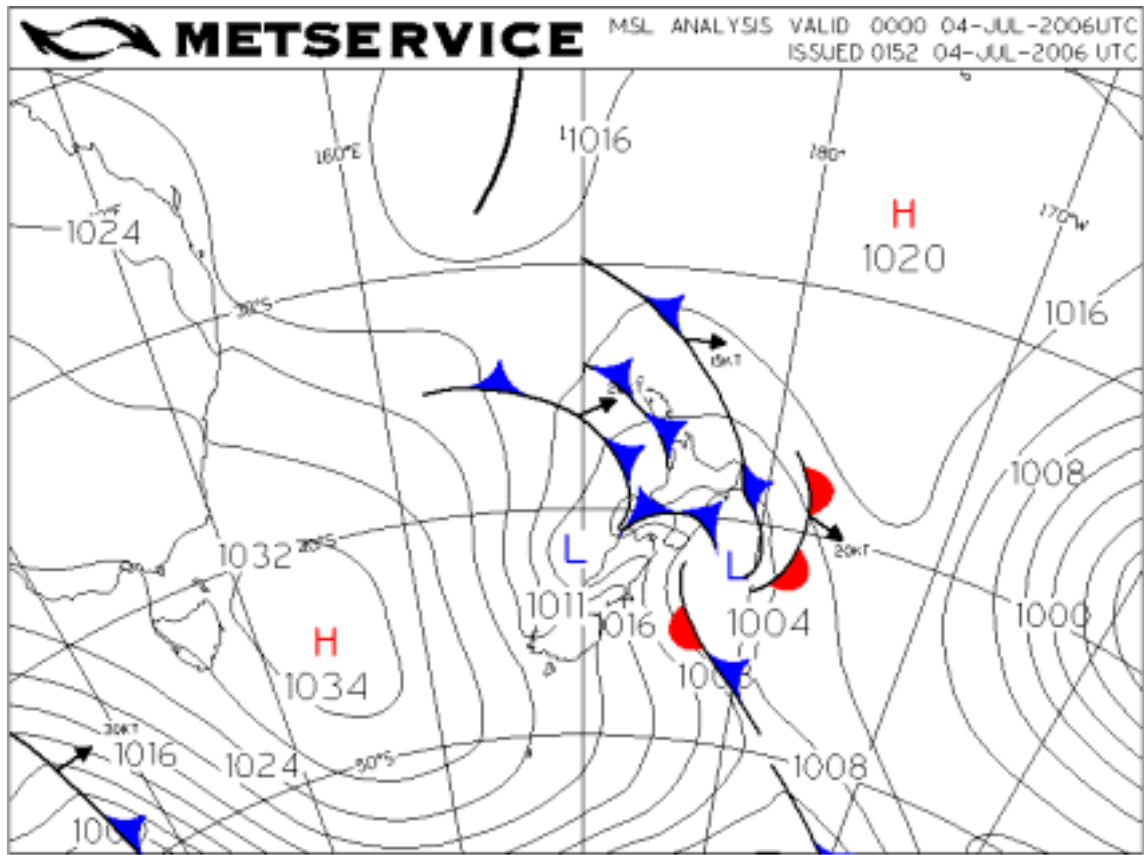 METSERVICE
MSL ANALYSIS VALID 0000 04-JUL-2006UTC
ISSUED 0152 04-JUL-2006 UTC
1016
160°E
180°
H
170°W
1024
1020
30°S
1016
15KT
1008
1032
40°S
20KT
L
L
1011
H
1016
1004
1000
H
1034
1008
30KT
1016
1024
50°S
1008